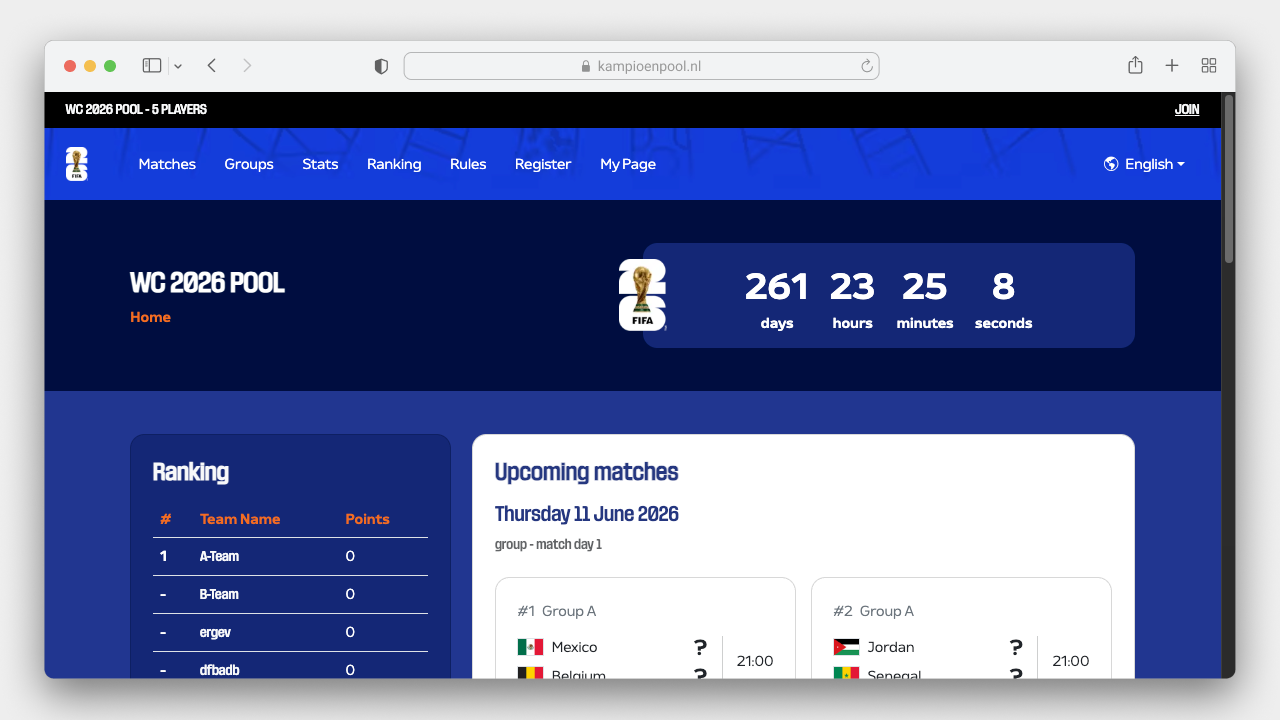 kampioenpool.nl
WC 2026 POOL - 5 PLAYERS
JOIN
FIFA
Matches
Groups
Stats
Ranking
Rules
Register
My Page
English
WC 2026 POOL
Home
FIFA
261 23 25 8
days hours minutes seconds
Ranking
# Team Name Points
1 A-Team 0
- B-Team 0
- ergev 0
- dfbadb 0
Upcoming matches
Thursday 11 June 2026
group - match day 1
#1 Group A
Mexico ?
21:00
Belgium ?
#2 Group A
Jordan ?
21:00
Senegal ?